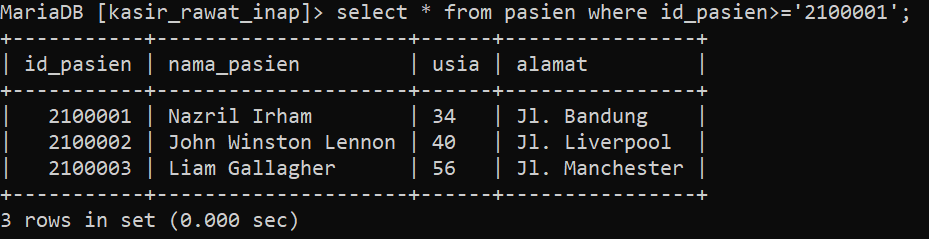 MariaDB [kasir_rawat_inap]> select * from pasien where id_pasien>='2100001';
+-----------+---------------------+------+----------------+
| id_pasien | nama_pasien         | usia | alamat         |
+-----------+---------------------+------+----------------+
|   2100001 | Nazril Irham        | 34   | Jl. Bandung    |
|   2100002 | John Winston Lennon | 40   | Jl. Liverpool  |
|   2100003 | Liam Gallagher      | 56   | Jl. Manchester |
+-----------+---------------------+------+----------------+
3 rows in set (0.000 sec)